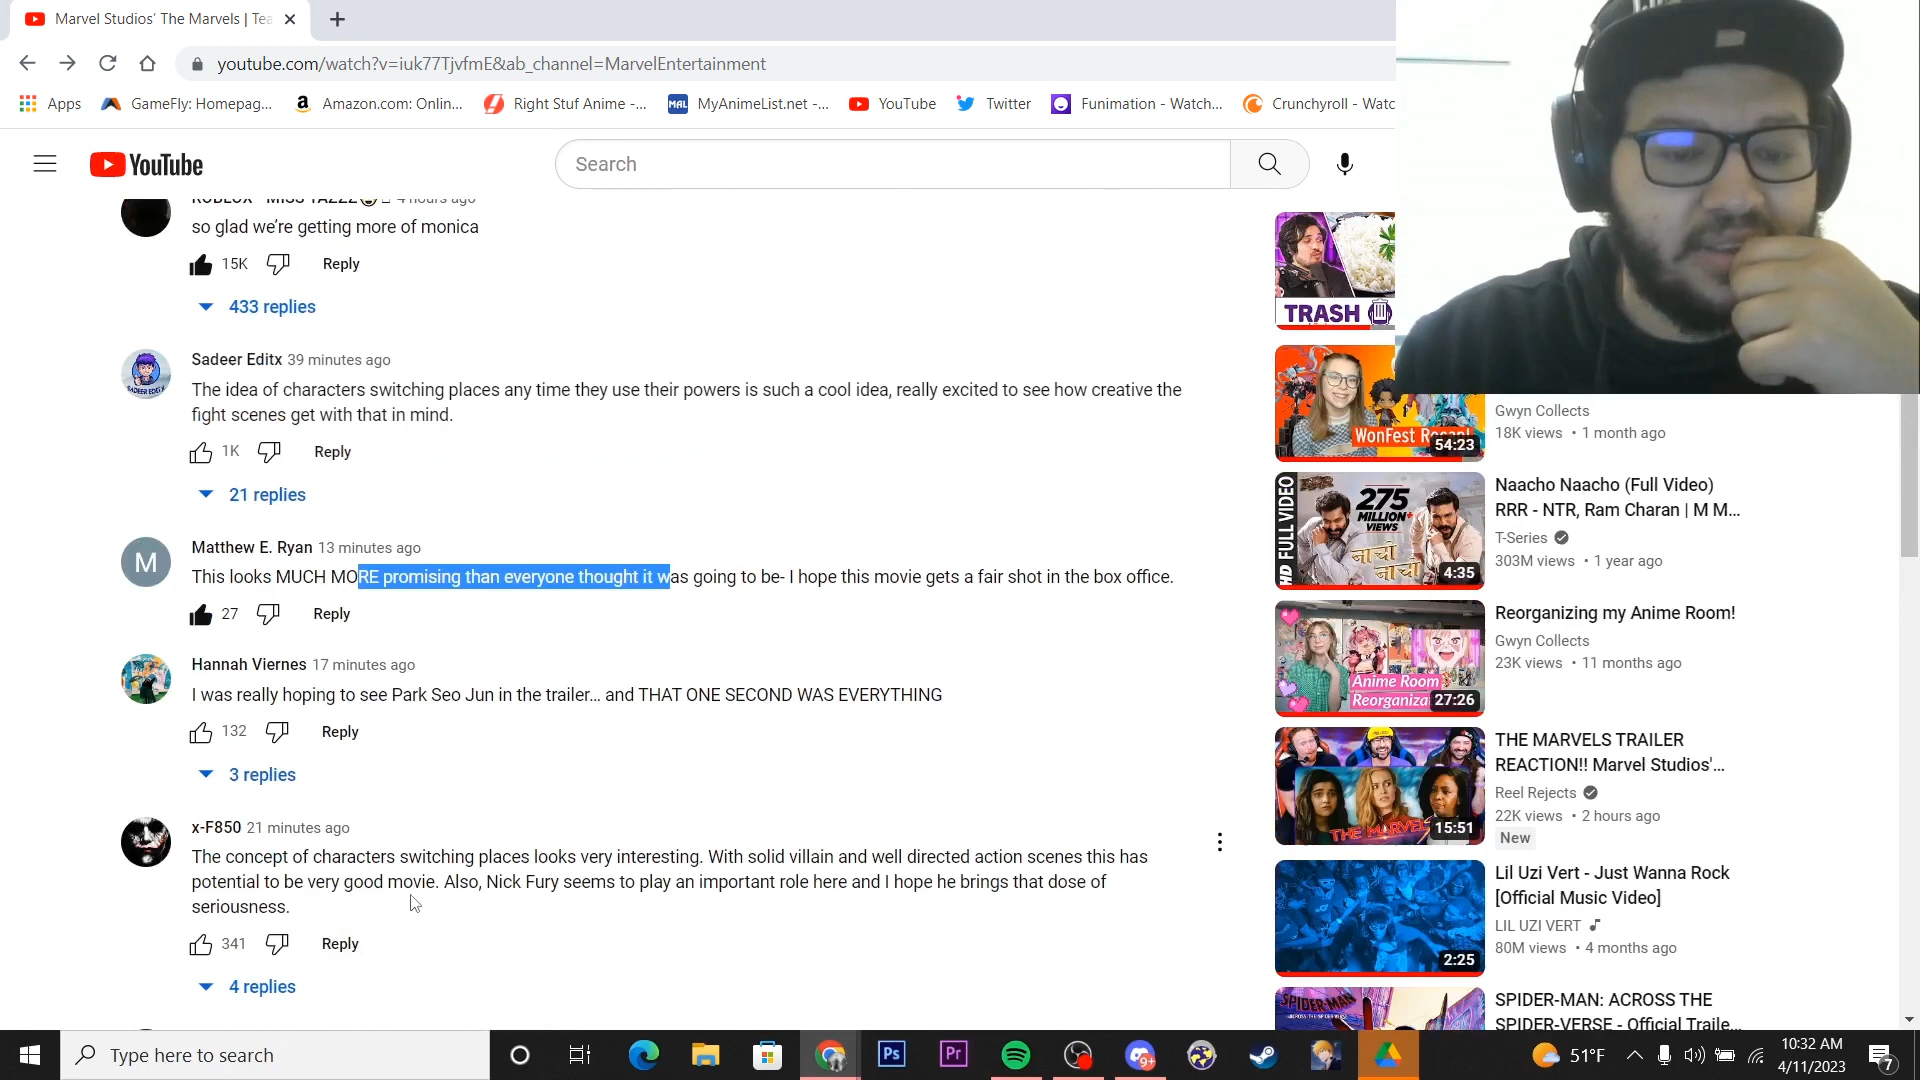 Marvel Studios' The Marvels | Tea
youtube.com/watch?v=iuk77TjvfmE&ab_channel=MarvelEntertainment
Apps
GameFly: Homepag...
Amazon.com: Onlin...
Right Stuf Anime -...
MyAnimeList.net -...
YouTube
Twitter
Funimation - Watch...
Crunchyroll - Watc
YouTube
Search
4 hours ago
so glad we're getting more of monica
15K
Reply
433 replies
Sadeer Editx 39 minutes ago
The idea of characters switching places any time they use their powers is such a cool idea, really excited to see how creative the
fight scenes get with that in mind.
1K
Reply
21 replies
M
Matthew E. Ryan 13 minutes ago
This looks MUCH MORE promising than everyone thought it was going to be- I hope this movie gets a fair shot in the box office.
27
Reply
Hannah Viernes 17 minutes ago
I was really hoping to see Park Seo Jun in the trailer... and THAT ONE SECOND WAS EVERYTHING
132
Reply
3 replies
x-F850 21 minutes ago
The concept of characters switching places looks very interesting. With solid villain and well directed action scenes this has
potential to be very good movie. Also, Nick Fury seems to play an important role here and I hope he brings that dose of
seriousness.
341
Reply
4 replies
TRASH
WonFest
54:23
Gwyn Collects
18K views • 1 month ago
HD FULL VIDEO
RRR
275
MILLION+
VIEWS
नाचो
नाचो
4:35
Naacho Naacho (Full Video)
RRR - NTR, Ram Charan | M M...
T-Series
303M views • 1 year ago
Anime Room
Reorganiza
27:26
Reorganizing my Anime Room!
Gwyn Collects
23K views • 11 months ago
THE MARVELS
15:51
THE MARVELS TRAILER
REACTION!! Marvel Studios'...
Reel Rejects
22K views • 2 hours ago
New
2:25
Lil Uzi Vert - Just Wanna Rock
[Official Music Video]
LIL UZI VERT
80M views • 4 months ago
SPIDER-MAN
ACROSS THE SPIDER-VERSE
SPIDER-MAN: ACROSS THE
SPIDER-VERSE - Official Traile...
Type here to search
Ps
Pr
9+
51°F
10:32 AM
4/11/2023
7